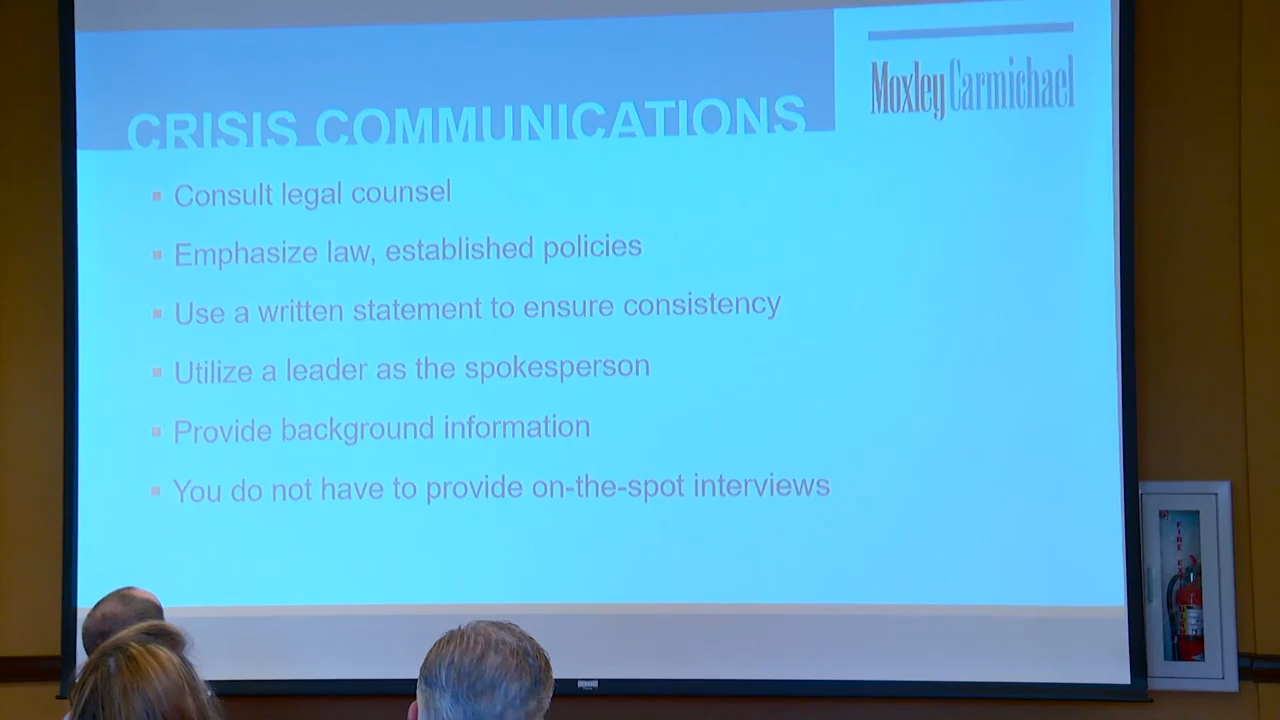 CRISIS COMMUNICATIONS
Moxley Carmichael
Consult legal counsel
Emphasize law, established policies
Use a written statement to ensure consistency
Utilize a leader as the spokesperson
Provide background information
You do not have to provide on-the-spot interviews
FIRE